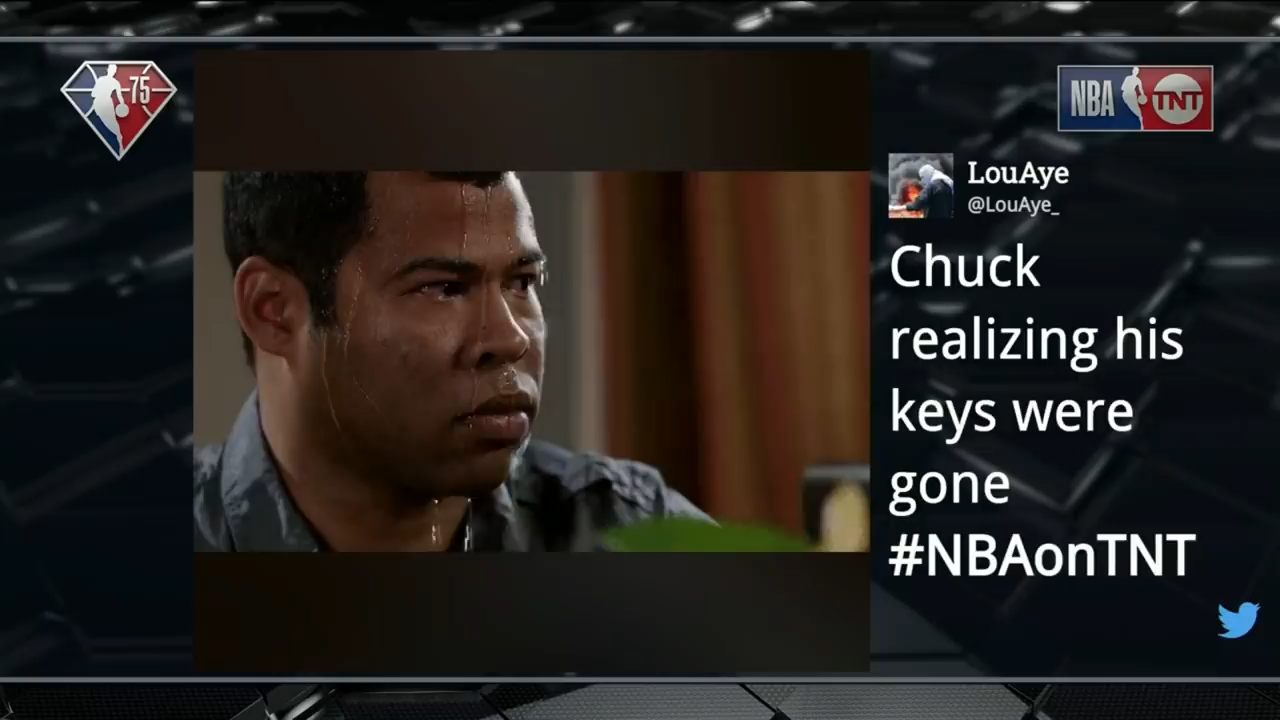 75
NBA TNT
LouAye
@LouAye_
Chuck
realizing his
keys were
gone
#NBAonTNT